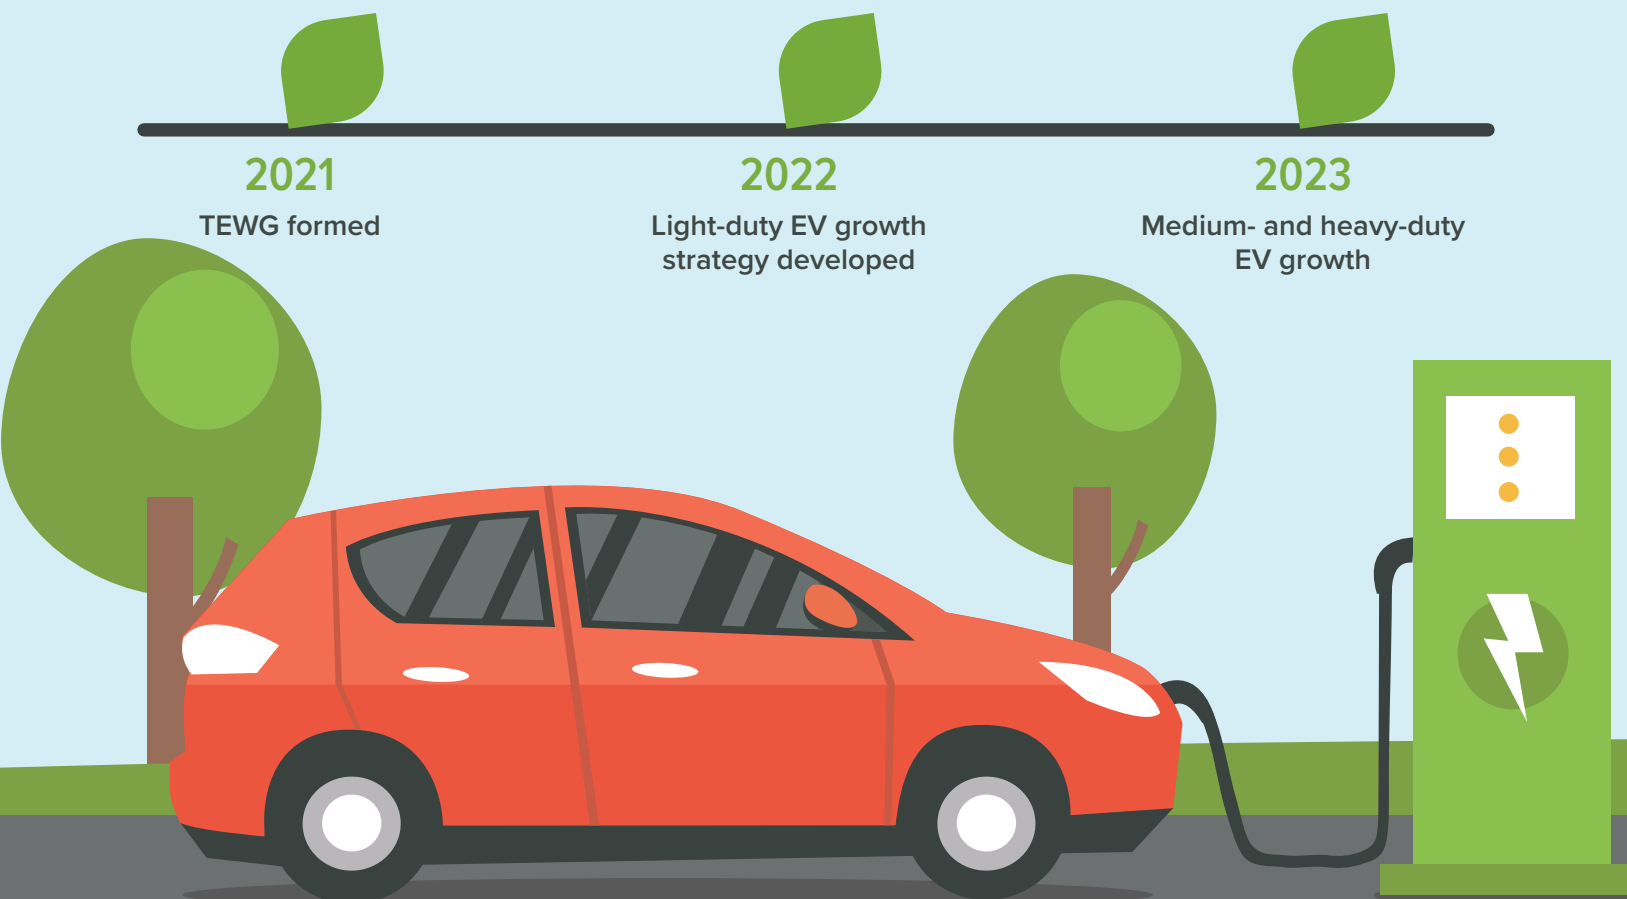 2021
TEWG formed
2022
Light-duty EV growth
strategy developed
2023
Medium- and heavy-duty
EV growth